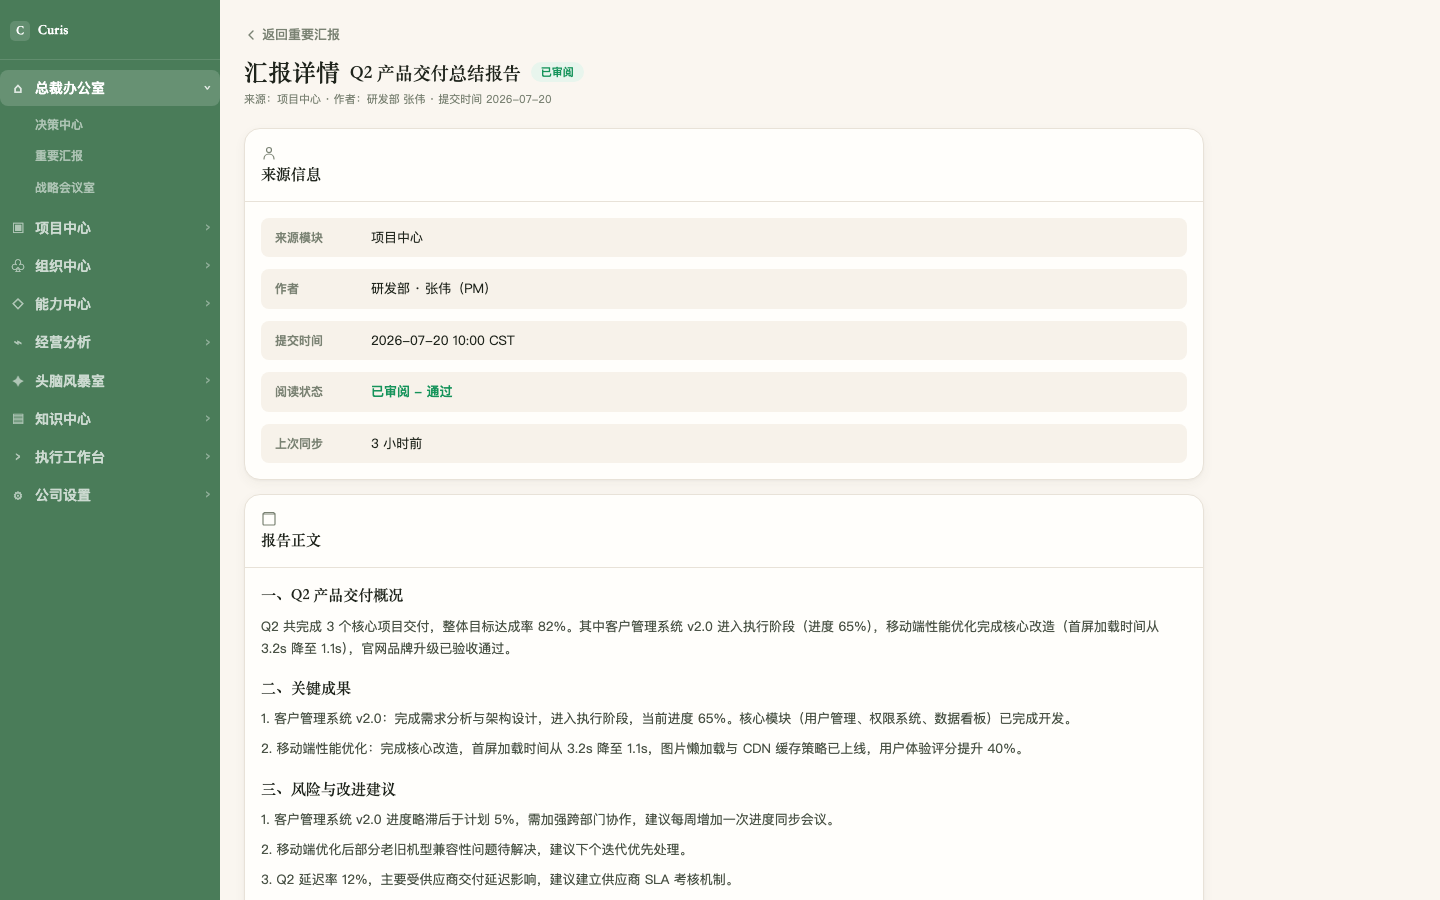 C Curis
总裁办公室
决策中心
重要汇报
战略会议室
项目中心
组织中心
能力中心
经营分析
头脑风暴室
知识中心
执行工作台
公司设置
返回重要汇报
汇报详情 Q2 产品交付总结报告 已审阅
来源：项目中心 · 作者：研发部 张伟 · 提交时间 2026-07-20
来源信息
来源模块 项目中心
作者 研发部 · 张伟（PM）
提交时间 2026-07-20 10:00 CST
阅读状态 已审阅 - 通过
上次同步 3 小时前
报告正文
一、Q2 产品交付概况
Q2 共完成 3 个核心项目交付，整体目标达成率 82%。其中客户管理系统 v2.0 进入执行阶段（进度 65%），移动端性能优化完成核心改造（首屏加载时间从
3.2s 降至 1.1s），官网品牌升级已验收通过。
二、关键成果
1. 客户管理系统 v2.0：完成需求分析与架构设计，进入执行阶段，当前进度 65%。核心模块（用户管理、权限系统、数据看板）已完成开发。
2. 移动端性能优化：完成核心改造，首屏加载时间从 3.2s 降至 1.1s，图片懒加载与 CDN 缓存策略已上线，用户体验评分提升 40%。
三、风险与改进建议
1. 客户管理系统 v2.0 进度略滞后于计划 5%，需加强跨部门协作，建议每周增加一次进度同步会议。
2. 移动端优化后部分老旧机型兼容性问题待解决，建议下个迭代优先处理。
3. Q2 延迟率 12%，主要受供应商交付延迟影响，建议建立供应商 SLA 考核机制。